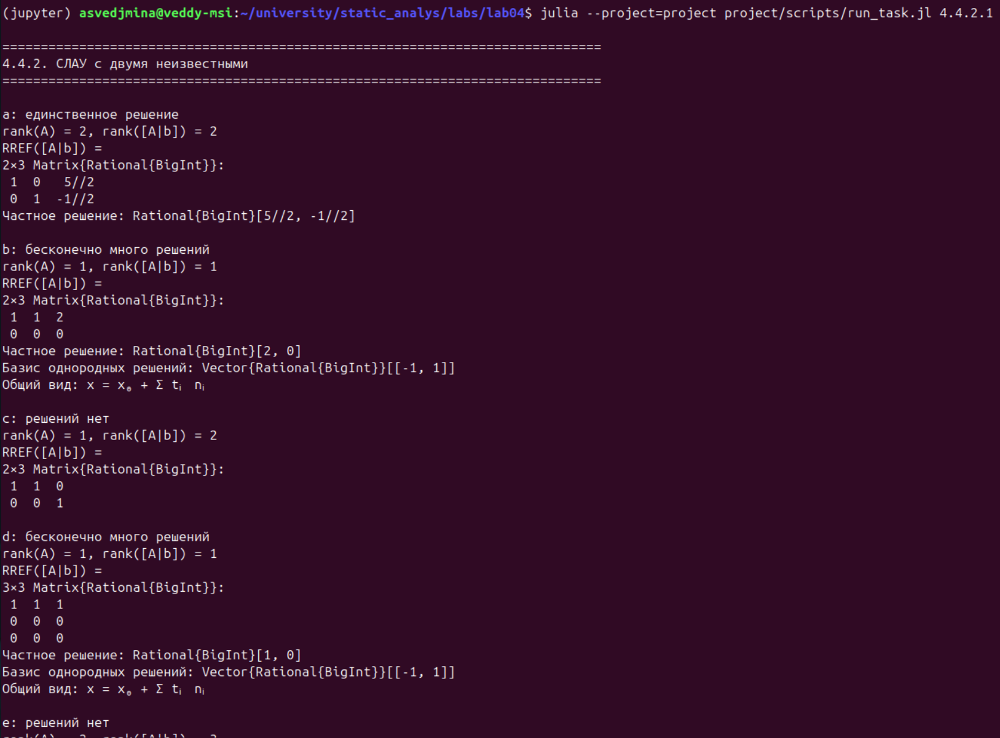 (jupyter) asvedjmina@veddy-msi:~/university/static_analys/labs/lab04$ julia --project=project project/scripts/run_task.jl 4.4.2.1
==============================================================================
4.4.2. СЛАУ с двумя неизвестными
==============================================================================
a: единственное решение
rank(A) = 2, rank([A|b]) = 2
RREF([A|b]) =
2×3 Matrix{Rational{BigInt}}:
 1  0   5//2
 0  1  -1//2
Частное решение: Rational{BigInt}[5//2, -1//2]
b: бесконечно много решений
rank(A) = 1, rank([A|b]) = 1
RREF([A|b]) =
2×3 Matrix{Rational{BigInt}}:
 1  1  2
 0  0  0
Частное решение: Rational{BigInt}[2, 0]
Базис однородных решений: Vector{Rational{BigInt}}[[-1, 1]]
Общий вид: x = x₀ + Σ tᵢ nᵢ
c: решений нет
rank(A) = 1, rank([A|b]) = 2
RREF([A|b]) =
2×3 Matrix{Rational{BigInt}}:
 1  1  0
 0  0  1
d: бесконечно много решений
rank(A) = 1, rank([A|b]) = 1
RREF([A|b]) =
3×3 Matrix{Rational{BigInt}}:
 1  1  1
 0  0  0
 0  0  0
Частное решение: Rational{BigInt}[1, 0]
Базис однородных решений: Vector{Rational{BigInt}}[[-1, 1]]
Общий вид: x = x₀ + Σ tᵢ nᵢ
e: решений нет